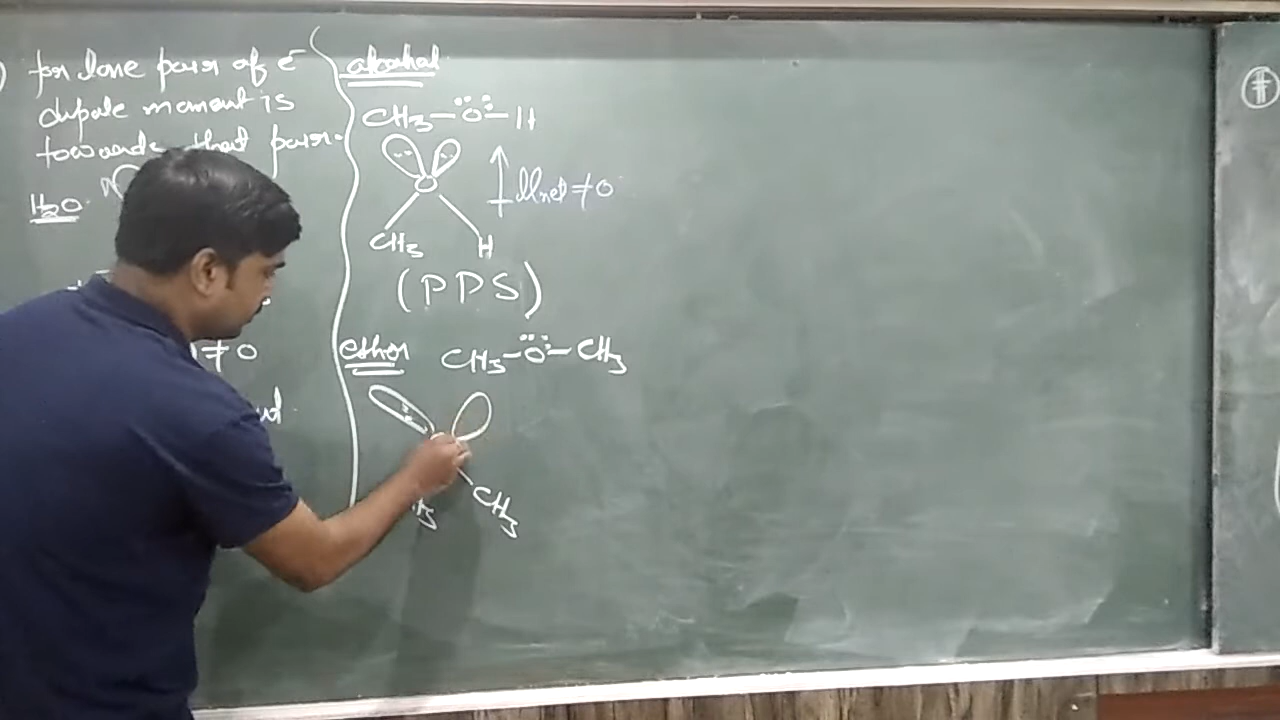 for lone pair of e-
dipole moment is
towards that pair.
H2O
≠ 0
alcohol
CH3-Ö:-H
CH3 H
μnet ≠ 0
(PPS)
ether CH3-Ö:-CH3
CH3